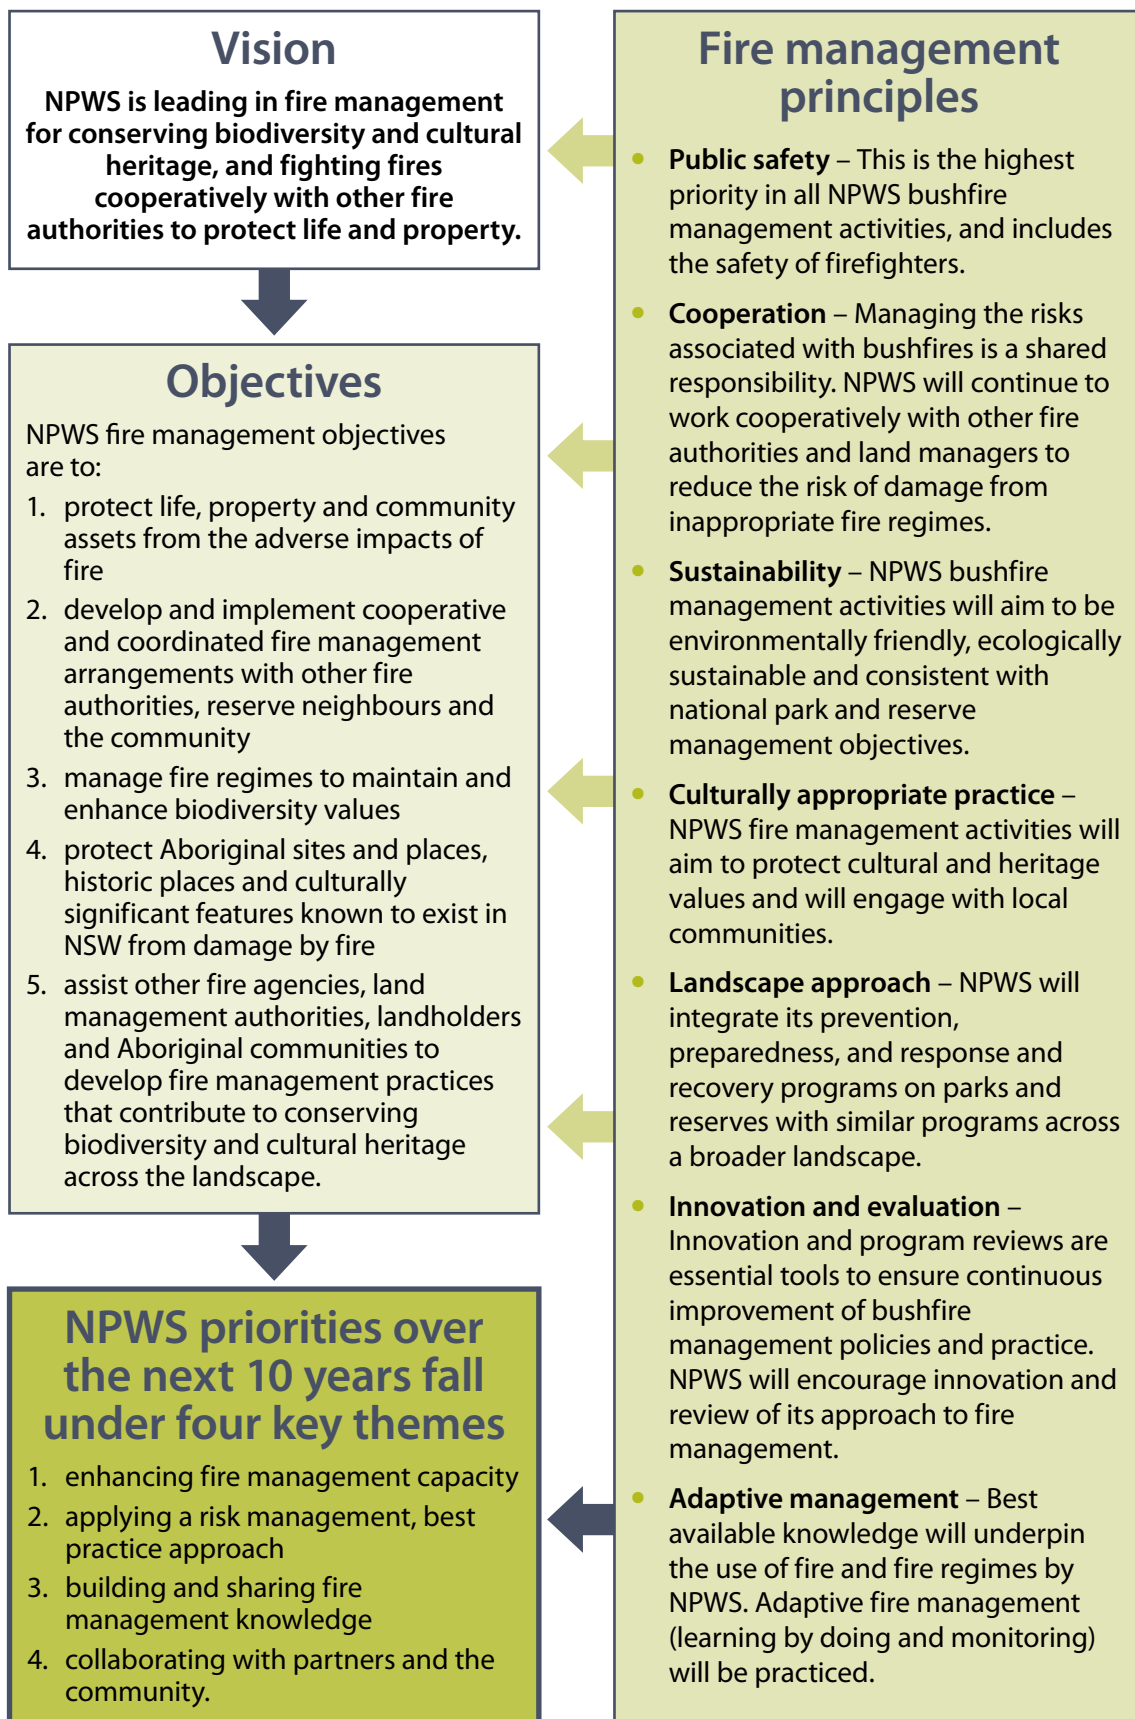 Vision
NPWS is leading in fire management
for conserving biodiversity and cultural
heritage, and fighting fires
cooperatively with other fire
authorities to protect life and property.
Objectives
NPWS fire management objectives
are to:
1. protect life, property and community
assets from the adverse impacts of
fire
2. develop and implement cooperative
and coordinated fire management
arrangements with other fire
authorities, reserve neighbours and
the community
3. manage fire regimes to maintain and
enhance biodiversity values
4. protect Aboriginal sites and places,
historic places and culturally
significant features known to exist in
NSW from damage by fire
5. assist other fire agencies, land
management authorities, landholders
and Aboriginal communities to
develop fire management practices
that contribute to conserving
biodiversity and cultural heritage
across the landscape.
NPWS priorities over
the next 10 years fall
under four key themes
1. enhancing fire management capacity
2. applying a risk management, best
practice approach
3. building and sharing fire
management knowledge
4. collaborating with partners and the
community.
Fire management
principles
• Public safety – This is the highest
priority in all NPWS bushfire
management activities, and includes
the safety of firefighters.
• Cooperation – Managing the risks
associated with bushfires is a shared
responsibility. NPWS will continue to
work cooperatively with other fire
authorities and land managers to
reduce the risk of damage from
inappropriate fire regimes.
• Sustainability – NPWS bushfire
management activities will aim to be
environmentally friendly, ecologically
sustainable and consistent with
national park and reserve
management objectives.
• Culturally appropriate practice –
NPWS fire management activities will
aim to protect cultural and heritage
values and will engage with local
communities.
• Landscape approach – NPWS will
integrate its prevention,
preparedness, and response and
recovery programs on parks and
reserves with similar programs across
a broader landscape.
• Innovation and evaluation –
Innovation and program reviews are
essential tools to ensure continuous
improvement of bushfire
management policies and practice.
NPWS will encourage innovation and
review of its approach to fire
management.
• Adaptive management – Best
available knowledge will underpin
the use of fire and fire regimes by
NPWS. Adaptive fire management
(learning by doing and monitoring)
will be practiced.